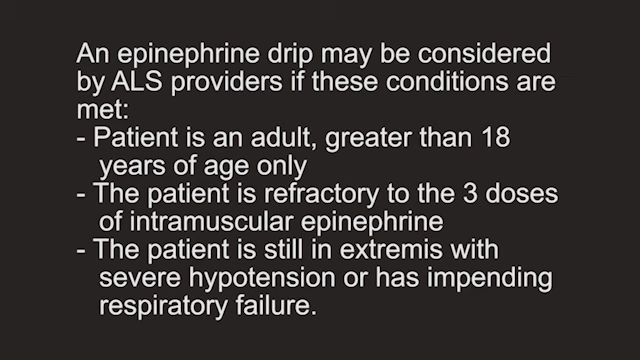 An epinephrine drip may be considered
by ALS providers if these conditions are
met:
- Patient is an adult, greater than 18
years of age only
- The patient is refractory to the 3 doses
of intramuscular epinephrine
- The patient is still in extremis with
severe hypotension or has impending
respiratory failure.